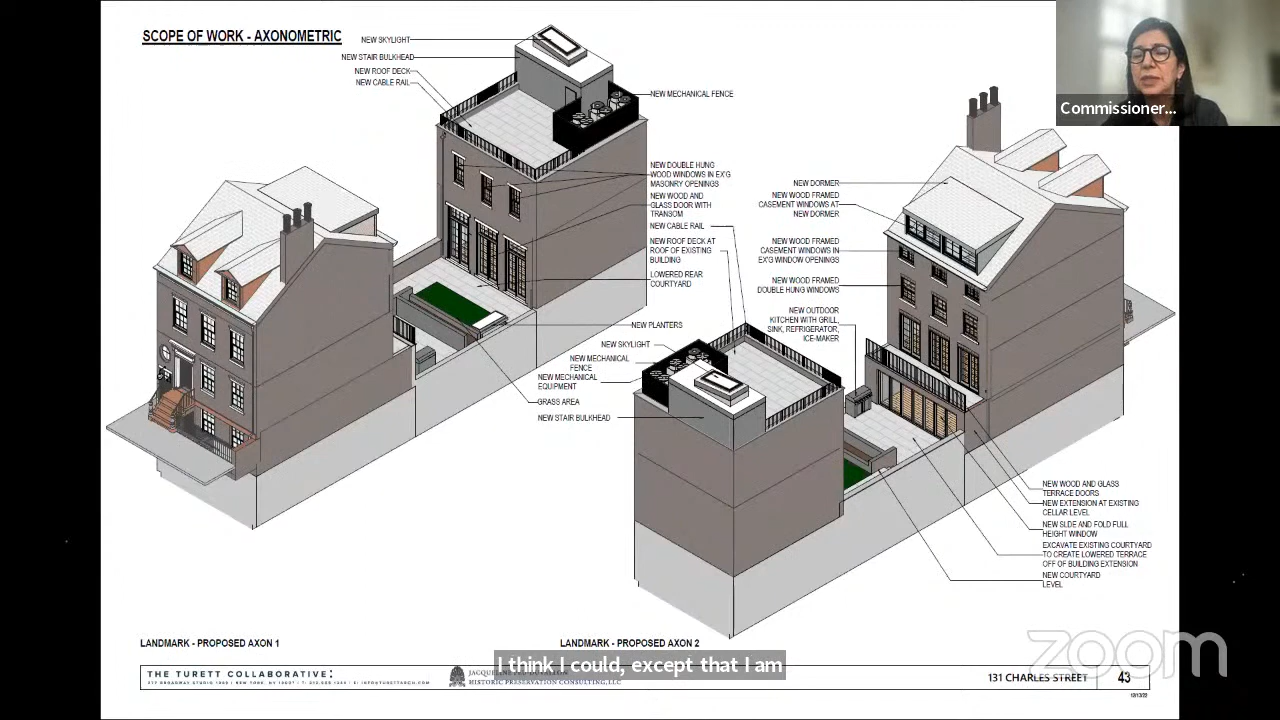 SCOPE OF WORK - AXONOMETRIC
NEW SKYLIGHT
NEW STAIR BULKHEAD
NEW ROOF DECK
NEW CABLE RAIL
NEW MECHANICAL FENCE
NEW DOUBLE HUNG
WOOD WINDOWS IN EX'G
MASONRY OPENINGS
NEW WOOD AND
GLASS DOOR WITH
TRANSOM
NEW CABLE RAIL
NEW ROOF DECK AT
ROOF OF EXISTING
BUILDING
LOWERED REAR
COURTYARD
NEW PLANTERS
NEW SKYLIGHT
NEW MECHANICAL
FENCE
NEW MECHANICAL
EQUIPMENT
GRASS AREA
NEW STAIR BULKHEAD
NEW DORMER
NEW WOOD FRAMED
CASEMENT WINDOWS AT
NEW DORMER
NEW WOOD FRAMED
CASEMENT WINDOWS IN
EX'G WINDOW OPENINGS
NEW WOOD FRAMED
DOUBLE HUNG WINDOWS
NEW OUTDOOR
KITCHEN WITH GRILL,
SINK, REFRIGERATOR,
ICE-MAKER
NEW WOOD AND GLASS
TERRACE DOORS
NEW EXTENSION AT EXISTING
CELLAR LEVEL
NEW SLDE AND FOLD FULL
HEIGHT WINDOW
EXCAVATE EXISTING COURTYARD
TO CREATE LOWERED TERRACE
OFF OF BUILDING EXTENSION
NEW COURTYARD
LEVEL
Commissioner...
LANDMARK - PROPOSED AXON 1
LANDMARK - PROPOSED AXON 2
I think I could, except that I am
THE TURETT COLLABORATIVE:
HISTORIC PRESERVATION CONSULTING, LLC
131 CHARLES STREET
43
zoom